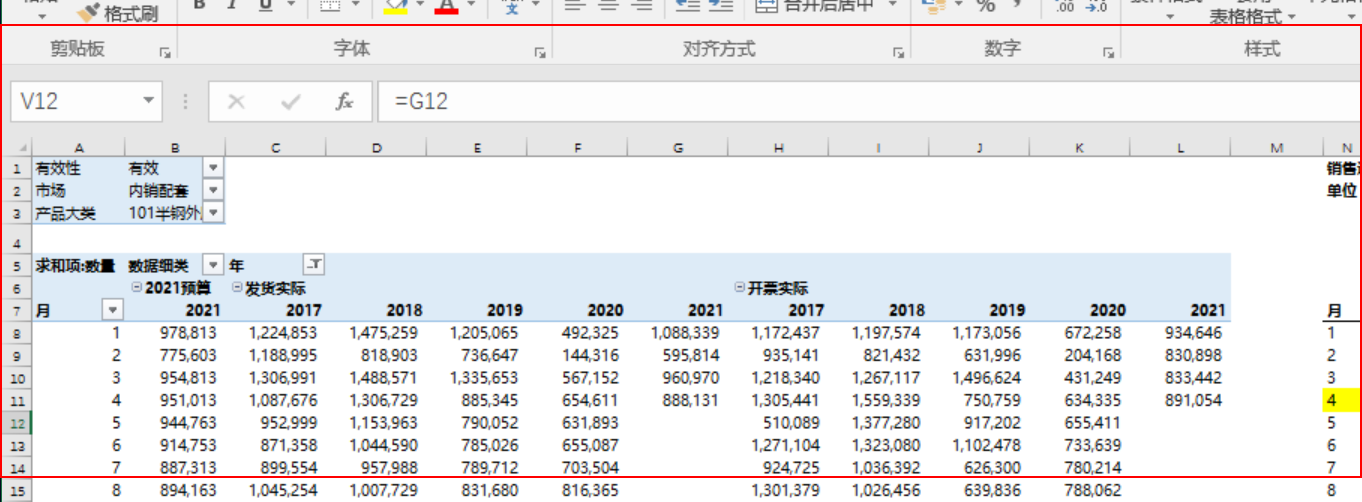 格式刷 B I U 合并后居中 % .00 .0
表格格式
剪贴板 字体 对齐方式 数字 样式
V12 fx =G12
A B C D E F G H I J K L M N
1 有效性 有效 销售
2 市场 内销配套 单位
3 产品大类 101半钢外
4
5 求和项:数量 数据细类 年
6 2021预算 发货实际 开票实际
7 月 2021 2017 2018 2019 2020 2021 2017 2018 2019 2020 2021 月
8 1 978,813 1,224,853 1,475,259 1,205,065 492,325 1,088,339 1,172,437 1,197,574 1,173,056 672,258 934,646 1
9 2 775,603 1,188,995 818,903 736,647 144,316 595,814 935,141 821,432 631,996 204,168 830,898 2
10 3 954,813 1,306,991 1,488,571 1,335,653 567,152 960,970 1,218,340 1,267,117 1,496,624 431,249 833,442 3
11 4 951,013 1,087,676 1,306,729 885,345 654,611 888,131 1,305,441 1,559,339 750,759 634,335 891,054 4
12 5 944,763 952,999 1,153,963 790,052 631,893 510,089 1,377,280 917,202 655,411 5
13 6 914,753 871,358 1,044,590 785,026 655,087 1,271,104 1,323,080 1,102,478 733,639 6
14 7 887,313 899,554 957,988 789,712 703,504 924,725 1,036,392 626,300 780,214 7
15 8 894,163 1,045,254 1,007,729 831,680 816,365 1,301,379 1,026,456 639,836 788,062 8